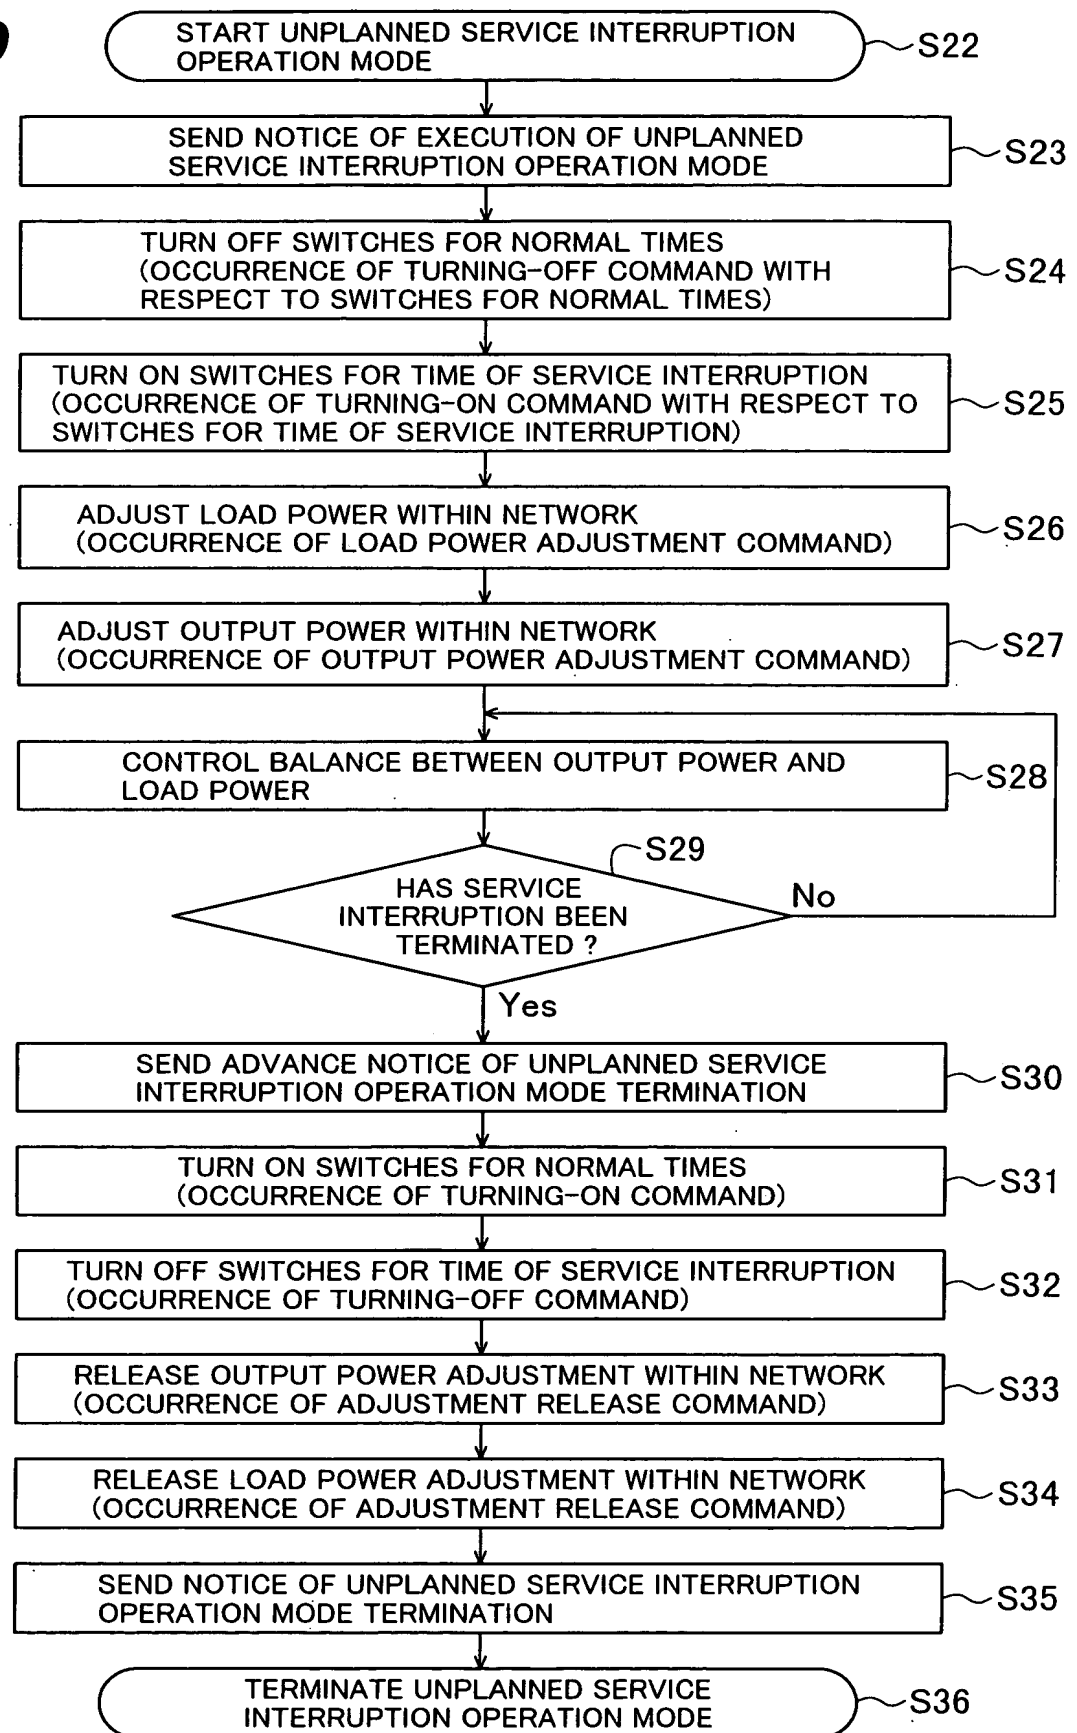 START UNPLANNED SERVICE INTERRUPTION
OPERATION MODE
S22
SEND NOTICE OF EXECUTION OF UNPLANNED
SERVICE INTERRUPTION OPERATION MODE
S23
TURN OFF SWITCHES FOR NORMAL TIMES
(OCCURRENCE OF TURNING-OFF COMMAND WITH
RESPECT TO SWITCHES FOR NORMAL TIMES)
S24
TURN ON SWITCHES FOR TIME OF SERVICE INTERRUPTION
(OCCURRENCE OF TURNING-ON COMMAND WITH RESPECT TO
SWITCHES FOR TIME OF SERVICE INTERRUPTION)
S25
ADJUST LOAD POWER WITHIN NETWORK
(OCCURRENCE OF LOAD POWER ADJUSTMENT COMMAND)
S26
ADJUST OUTPUT POWER WITHIN NETWORK
(OCCURRENCE OF OUTPUT POWER ADJUSTMENT COMMAND)
S27
CONTROL BALANCE BETWEEN OUTPUT POWER AND
LOAD POWER
S28
S29
HAS SERVICE
INTERRUPTION BEEN
TERMINATED ?
No
Yes
SEND ADVANCE NOTICE OF UNPLANNED SERVICE
INTERRUPTION OPERATION MODE TERMINATION
S30
TURN ON SWITCHES FOR NORMAL TIMES
(OCCURRENCE OF TURNING-ON COMMAND)
S31
TURN OFF SWITCHES FOR TIME OF SERVICE INTERRUPTION
(OCCURRENCE OF TURNING-OFF COMMAND)
S32
RELEASE OUTPUT POWER ADJUSTMENT WITHIN NETWORK
(OCCURRENCE OF ADJUSTMENT RELEASE COMMAND)
S33
RELEASE LOAD POWER ADJUSTMENT WITHIN NETWORK
(OCCURRENCE OF ADJUSTMENT RELEASE COMMAND)
S34
SEND NOTICE OF UNPLANNED SERVICE INTERRUPTION
OPERATION MODE TERMINATION
S35
TERMINATE UNPLANNED SERVICE
INTERRUPTION OPERATION MODE
S36